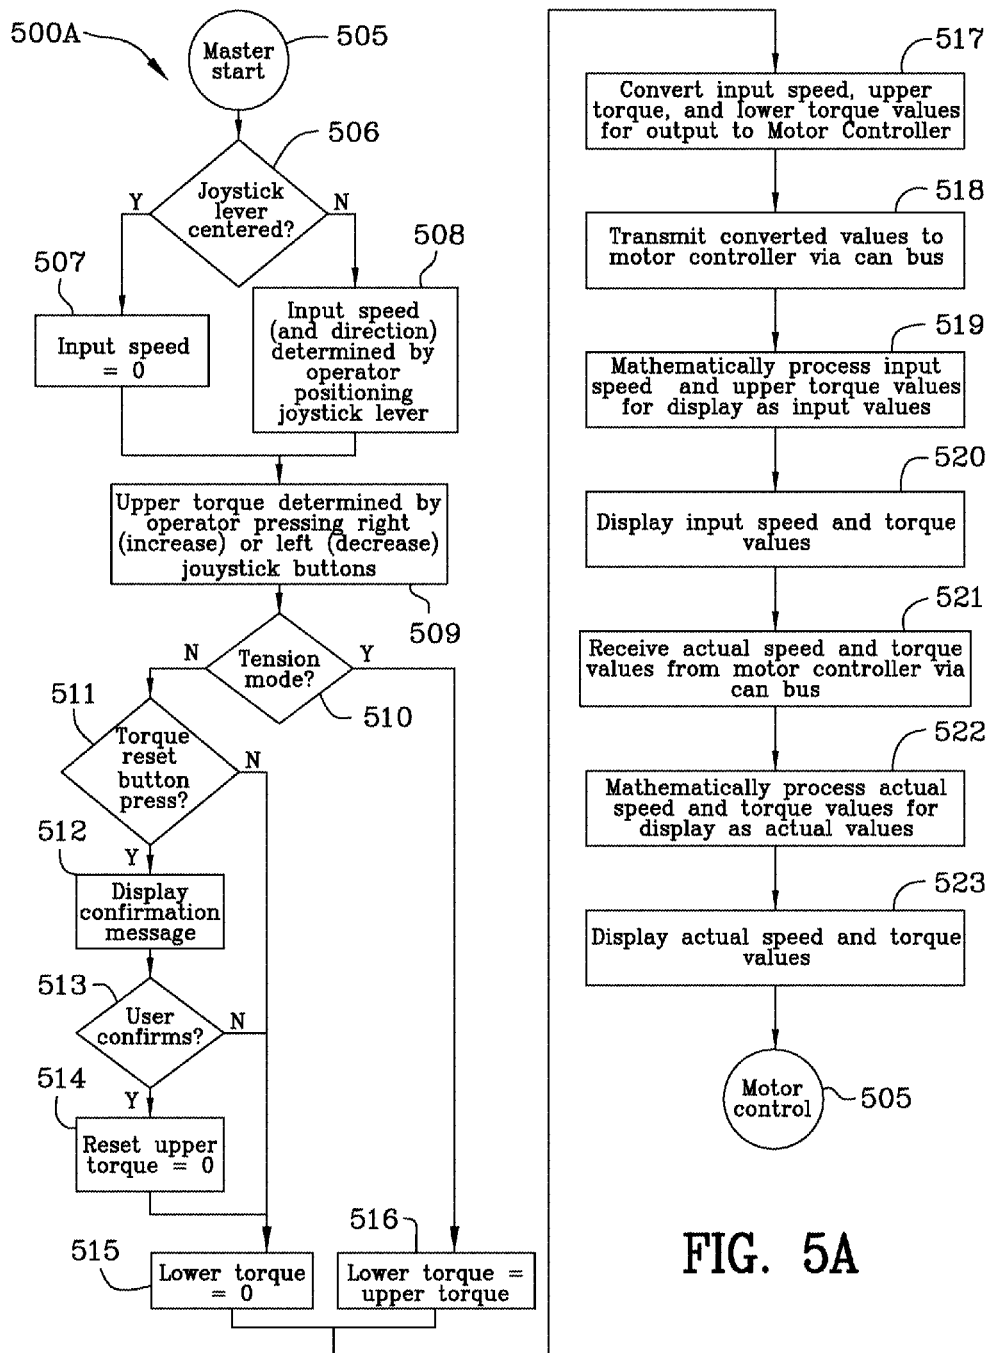 500A
Master
start
505
506
Joystick
lever
centered?
Y
N
507
508
Input speed
= 0
Input speed
(and direction)
determined by
operator
positioning
joystick lever
Upper torque determined by
operator pressing right
(increase) or left (decrease)
jouystick buttons
509
Tension
mode?
N
Y
510
511
Torque
reset
button
press?
N
Y
512
Display
confirmation
message
513
User
confirms?
N
Y
514
Reset upper
torque = 0
515
Lower torque
= 0
516
Lower torque =
upper torque
517
Convert input speed, upper
torque, and lower torque values
for output to Motor Controller
518
Transmit converted values to
motor controller via can bus
519
Mathematically process input
speed and upper torque values
for display as input values
520
Display input speed and torque
values
521
Receive actual speed and torque
values from motor controller via
can bus
522
Mathematically process actual
speed and torque values for
display as actual values
523
Display actual speed and torque
values
Motor
control
505
FIG. 5A